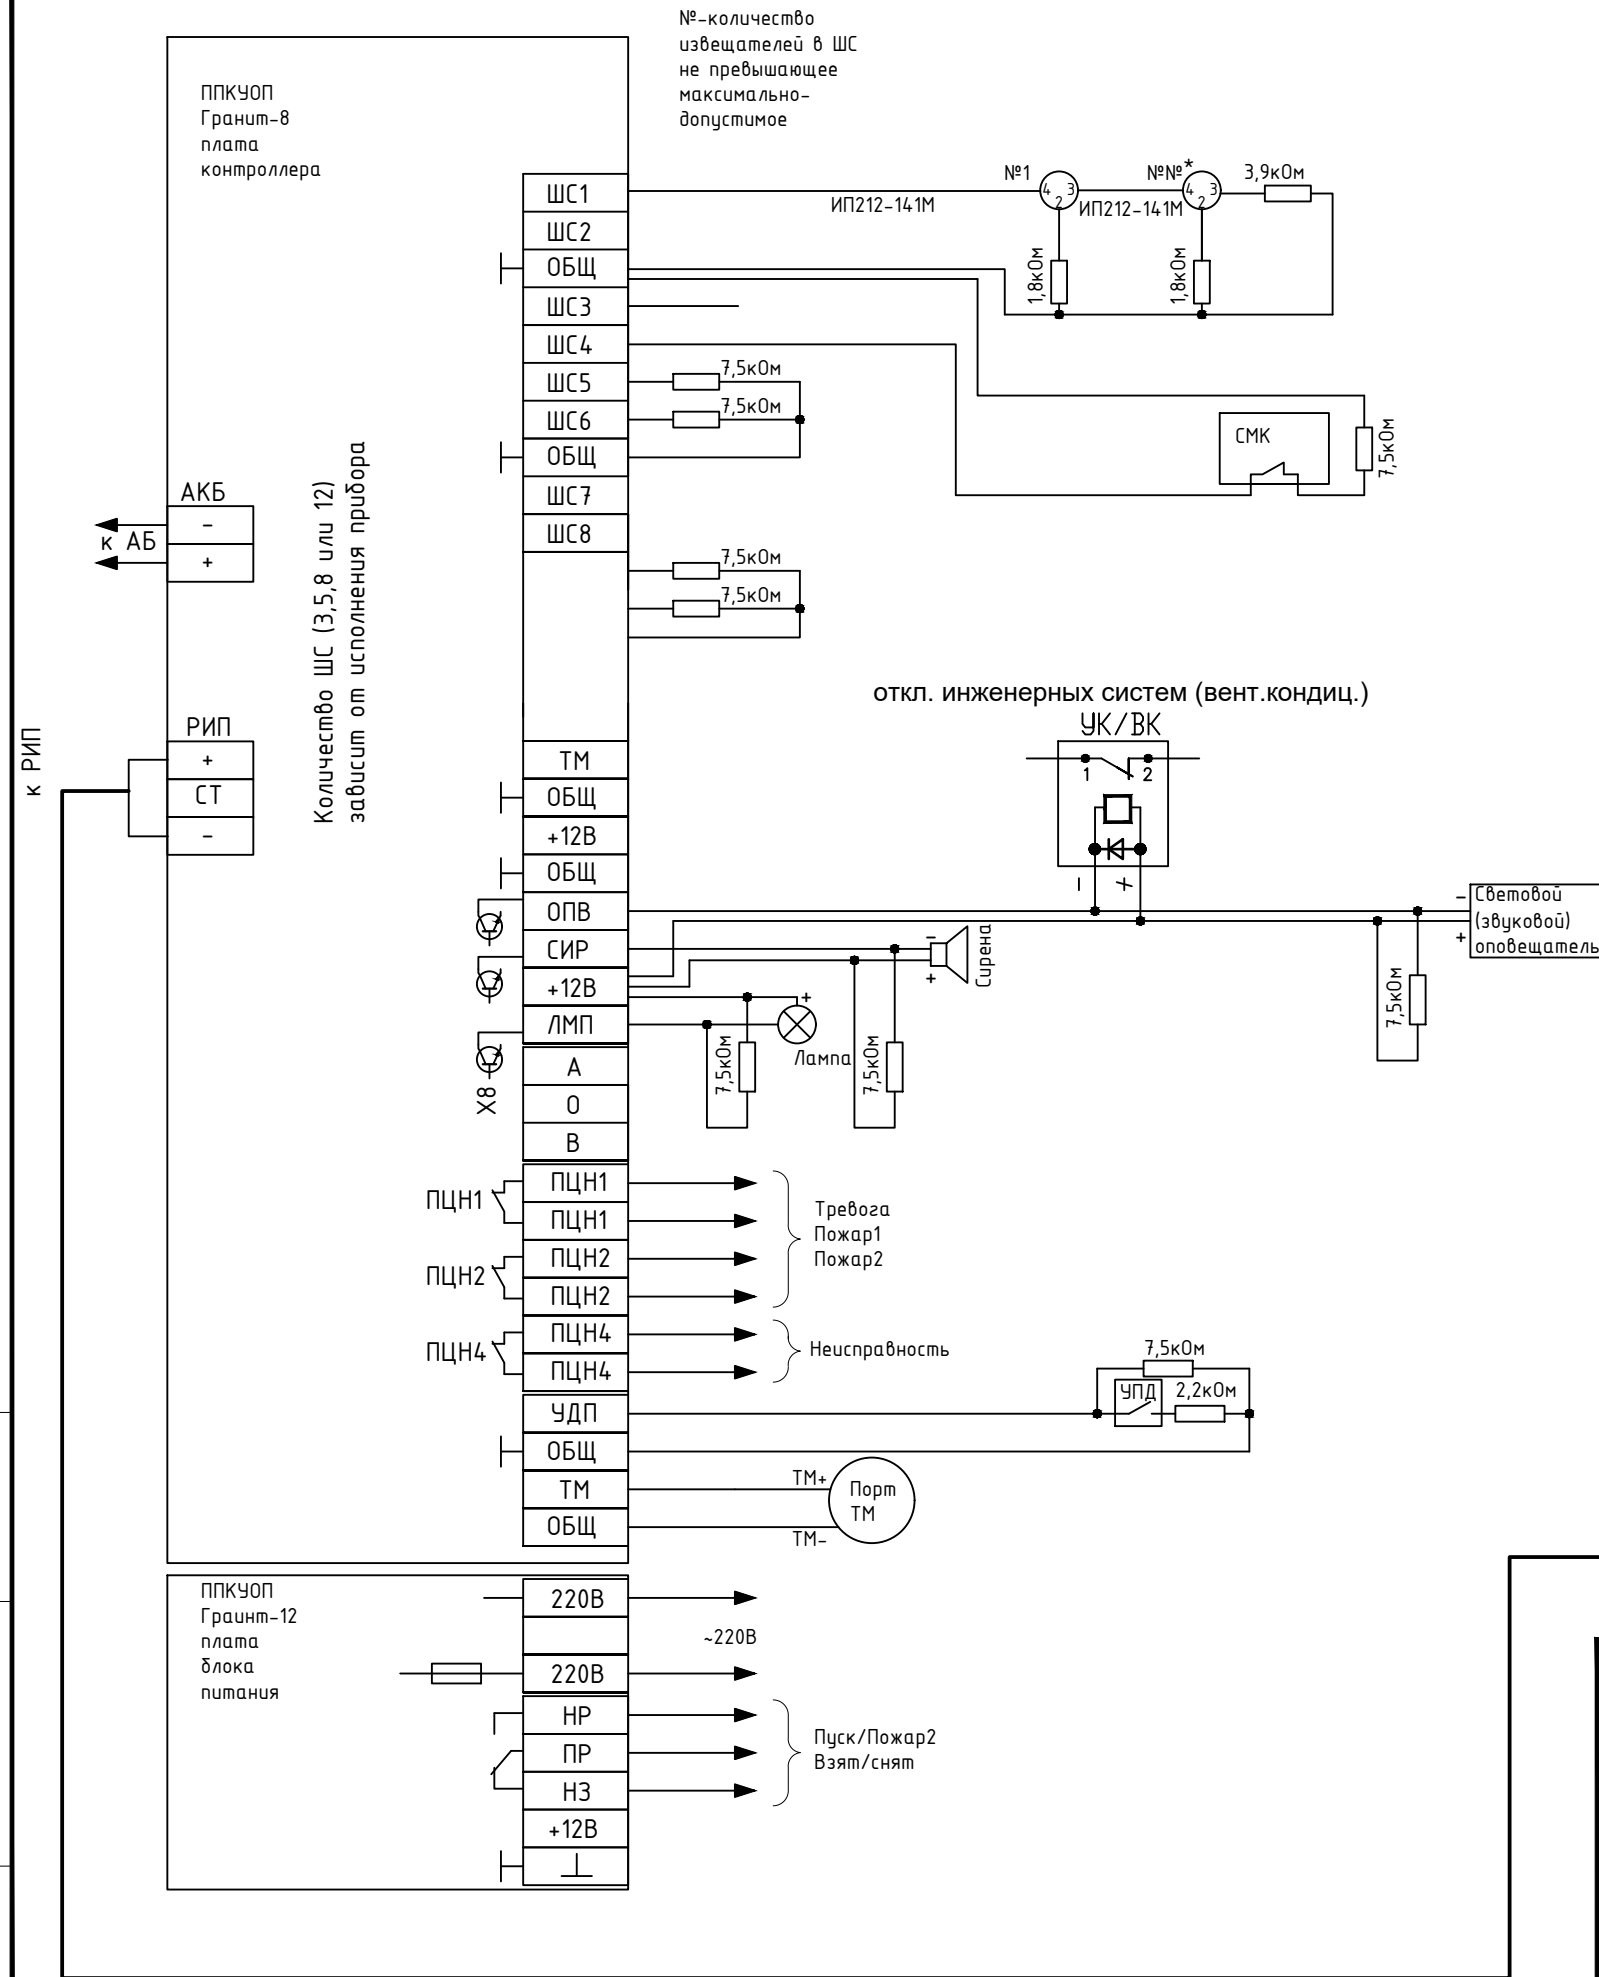 №-количество
извещателей в ШС
не превышающее
максимально-
допустимое
ППКУОП
Гранит-8
плата
контроллера
ШС1
ШС2
ОБЩ
ШС3
ШС4
ШС5
ШС6
ОБЩ
ШС7
ШС8
ТМ
ОБЩ
+12В
ОБЩ
ОПВ
СИР
+12В
ЛМП
А
О
В
ПЦН1
ПЦН1
ПЦН2
ПЦН2
ПЦН4
ПЦН4
УДП
ОБЩ
ТМ
ОБЩ
№1
4 3
2
ИП212-141М
№№*
4 3
2
ИП212-141М
3,9кОм
1,8кОм
1,8кОм
7,5кОм
7,5кОм
СМК
7,5кОм
7,5кОм
7,5кОм
АКБ
-
+
к АБ
Количество ШС (3,5,8 или 12)
зависит от исполнения прибора
РИП
+
СТ
-
к РИП
откл. инженерных систем (вент.кондиц.)
УК/ВК
1 2
- +
- Световой
(звуковой)
+ оповещатель
7,5кОм
-
+
Сирена
+
Лампа
7,5кОм
7,5кОм
Х8
ПЦН1
ПЦН2
ПЦН4
Тревога
Пожар1
Пожар2
Неисправность
7,5кОм
УПД
2,2кОм
ТМ+
ТМ-
Порт
ТМ
ППКУОП
Граинт-12
плата
блока
питания
220В
220В
НР
ПР
НЗ
+12В
~220В
Пуск/Пожар2
Взят/снят